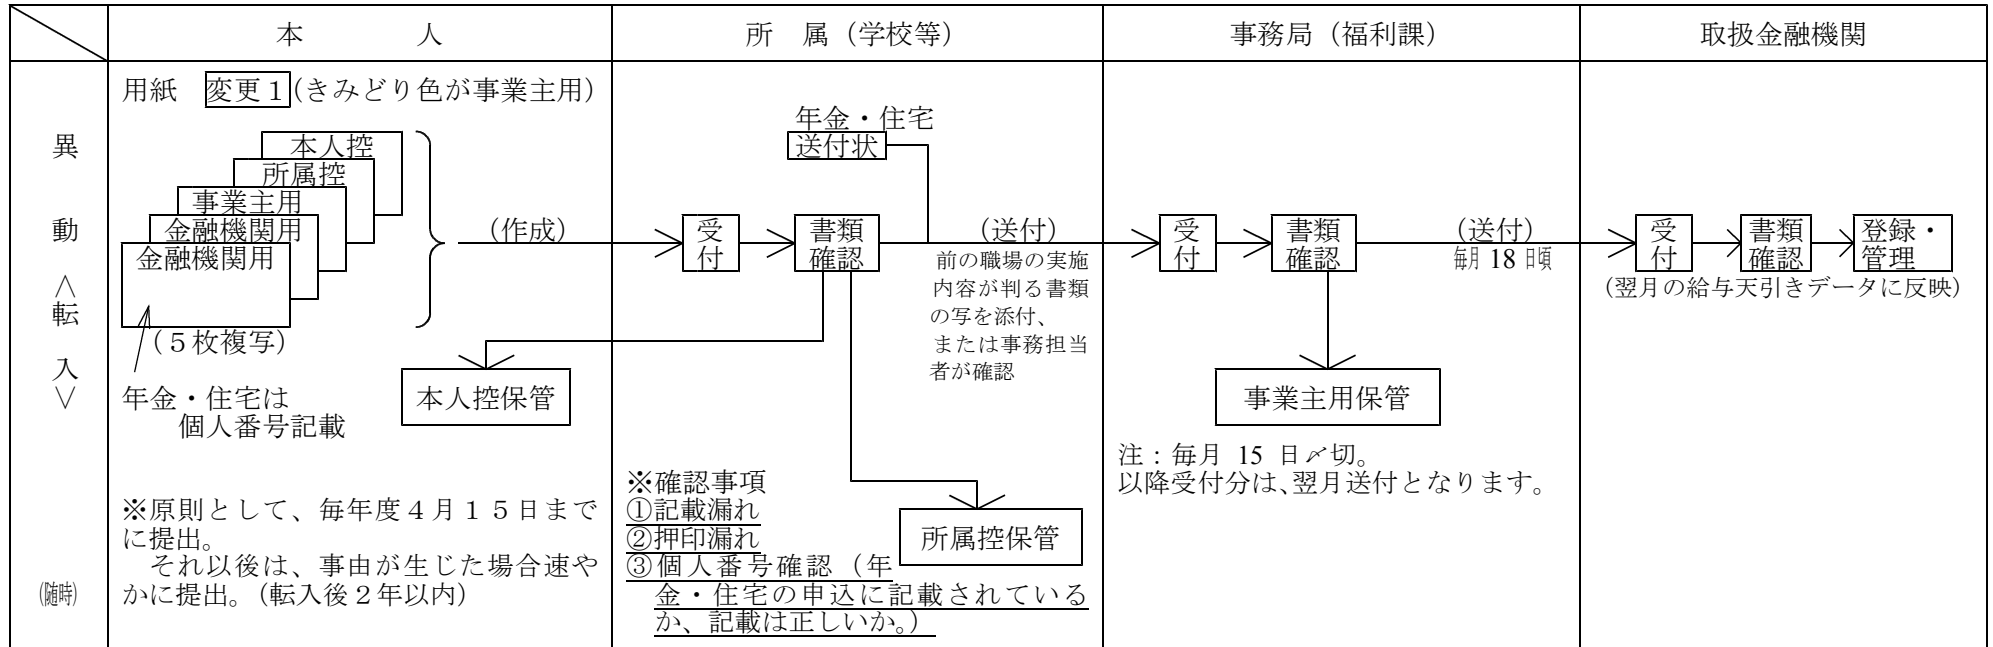 本　　　人
所　属（学校等）
事務局（福利課）
取扱金融機関
異動＜転入＞
（随時）
用紙　変更１（きみどり色が事業主用）
本人控
所属控
事業主用
金融機関用
金融機関用
（５枚複写）
年金・住宅は
個人番号記載
（作成）
本人控保管
※原則として、毎年度４月１５日まで
に提出。
それ以後は、事由が生じた場合速や
かに提出。（転入後２年以内）
年金・住宅
送付状
受付
書類
確認
（送付）
前の職場の実施
内容が判る書類
の写を添付、
または事務担当
者が確認
※確認事項
①記載漏れ
②押印漏れ
③個人番号確認（年
金・住宅の申込に記載されている
か、記載は正しいか。）
所属控保管
受付
書類
確認
（送付）
毎月 18 日頃
事業主用保管
注：毎月 15 日〆切。
以降受付分は、翌月送付となります。
受付
書類
確認
登録・
管理
（翌月の給与天引きデータに反映）